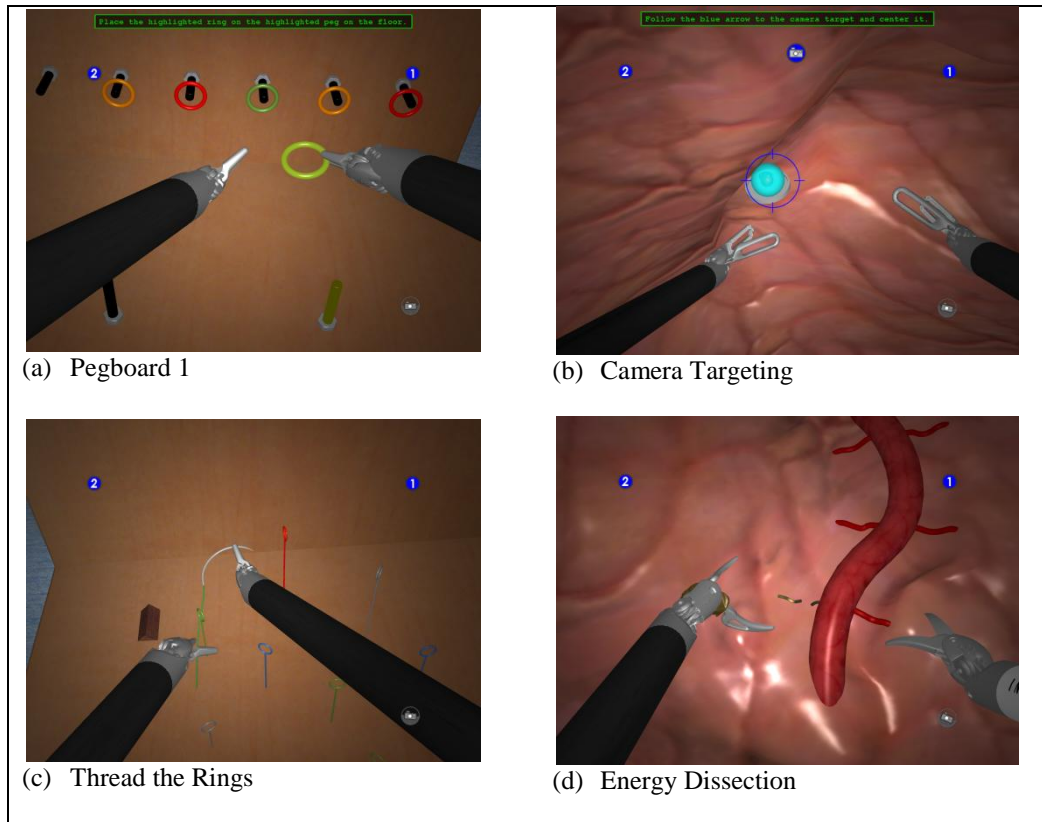 Place the highlighted ring on the highlighted peg on the floor.
2
1
(a) Pegboard 1
Follow the blue arrow to the camera target and center it.
2
1
(b) Camera Targeting
2
1
(c) Thread the Rings
2
1
(d) Energy Dissection